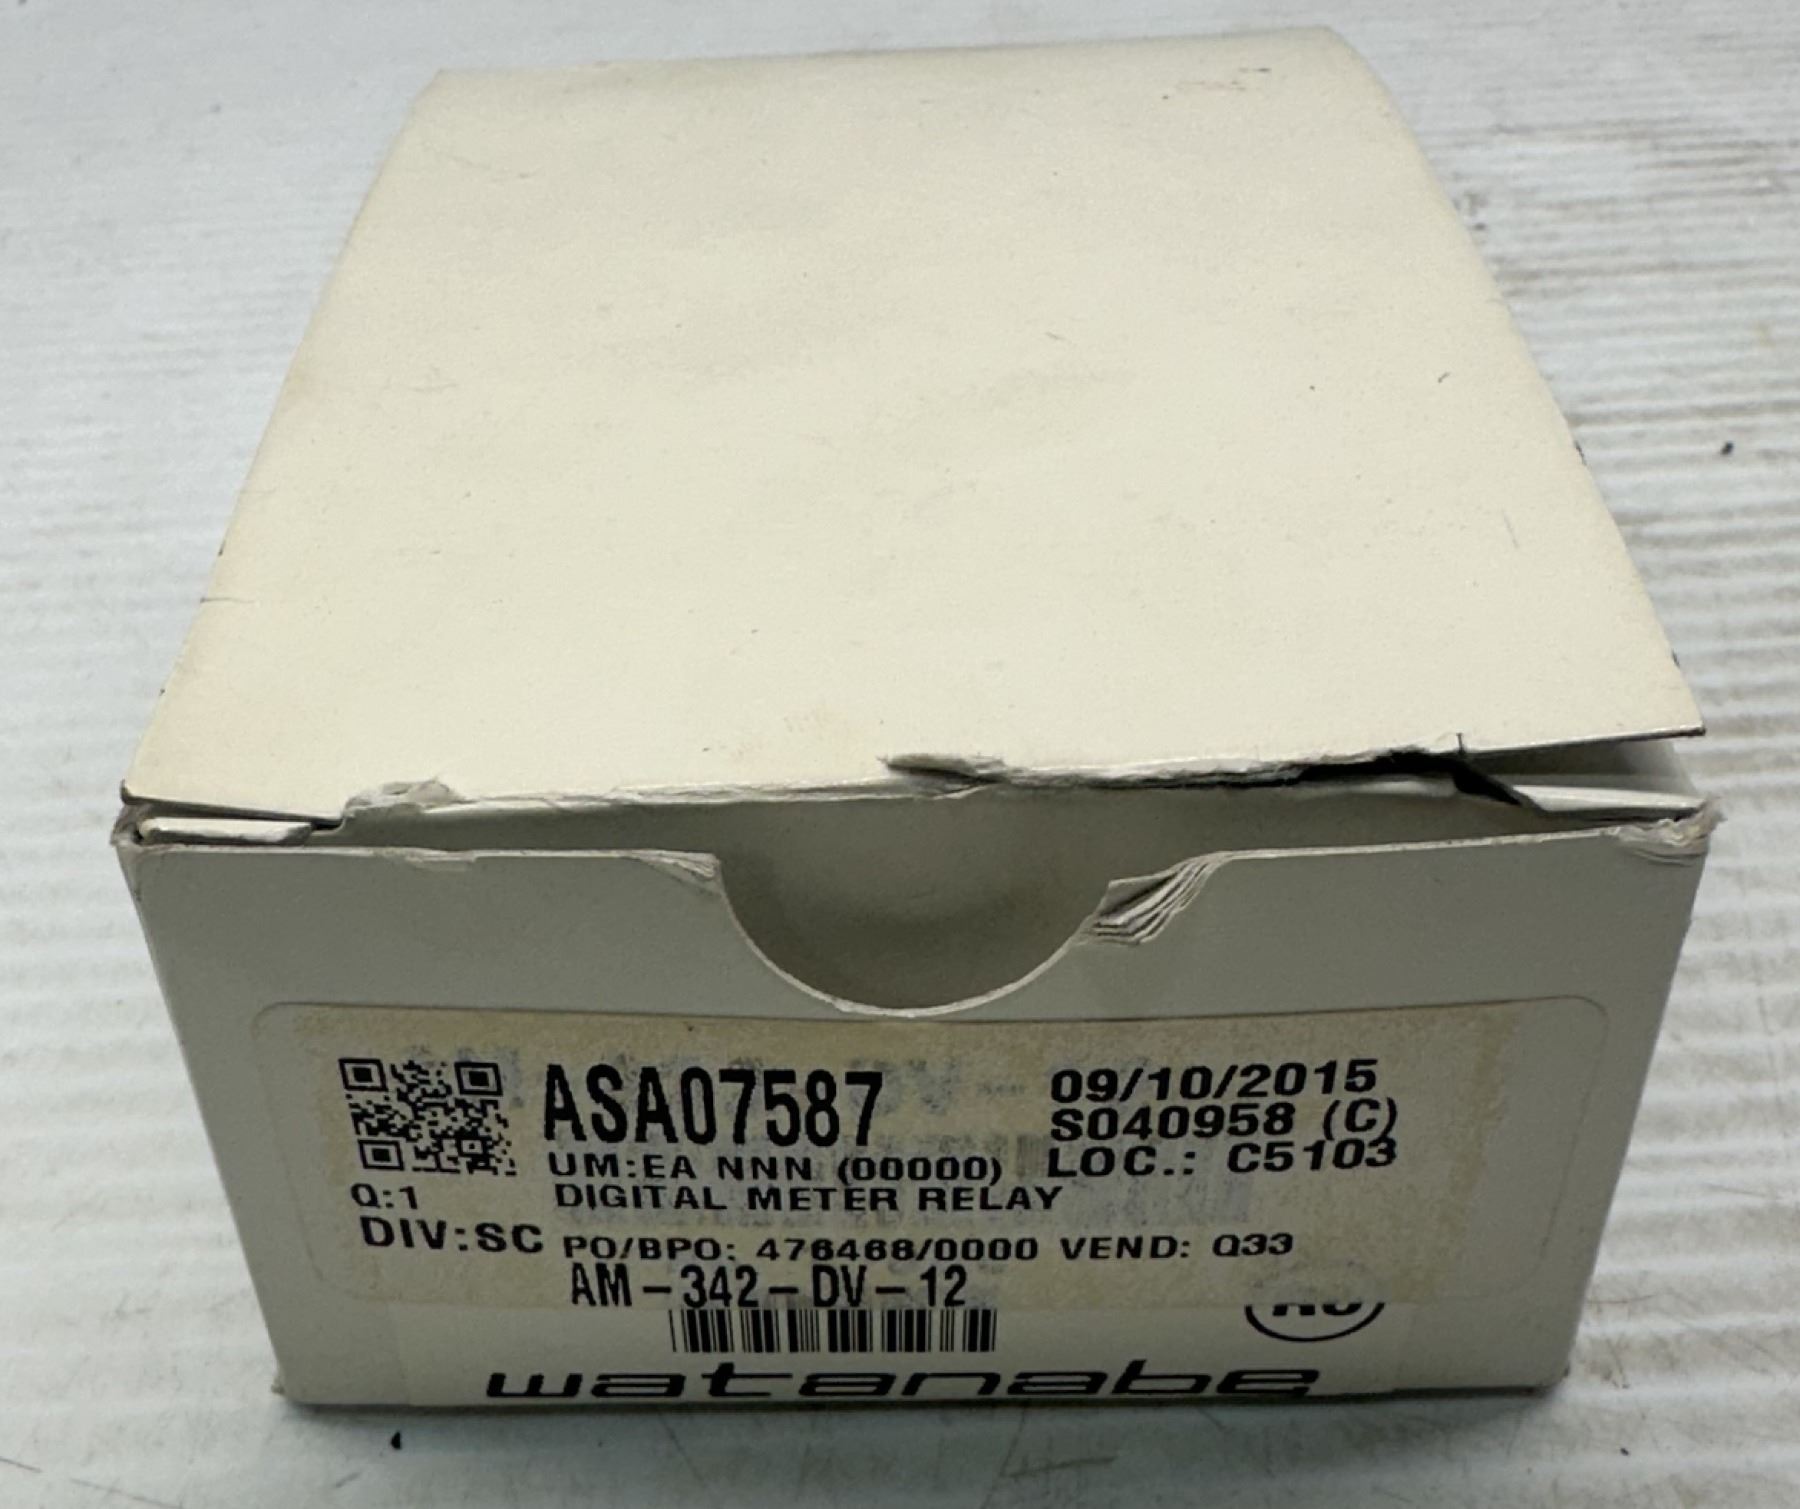 ASA07587
09/10/2015
S040958 (C)
UM:EA NNN (00000)
LOC.: C5103
Q:1
DIGITAL METER RELAY
DIV:SC
PO/BPO: 476468/0000 VEND: Q33
AM-342-DV-12
watanabe